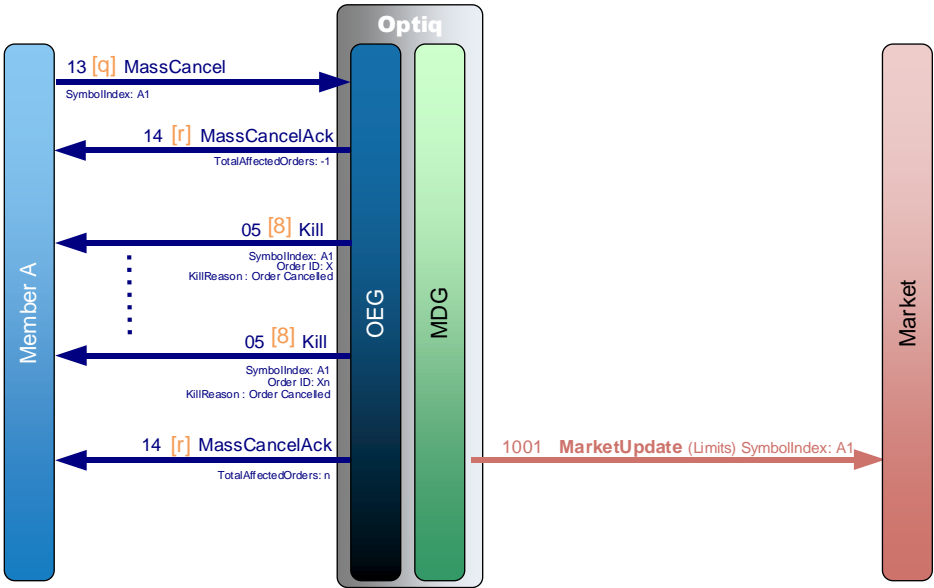 Optiq
13 [q] MassCancel
SymbolIndex: A1
14 [r] MassCancelAck
TotalAffectedOrders: -1
05 [8] Kill
SymbolIndex: A1
Order ID: X
KillReason : Order Cancelled
Member A
OEG
MDG
Market
05 [8] Kill
SymbolIndex: A1
Order ID: Xn
KillReason : Order Cancelled
14 [r] MassCancelAck
TotalAffectedOrders: n
1001 MarketUpdate (Limits) SymbolIndex: A1